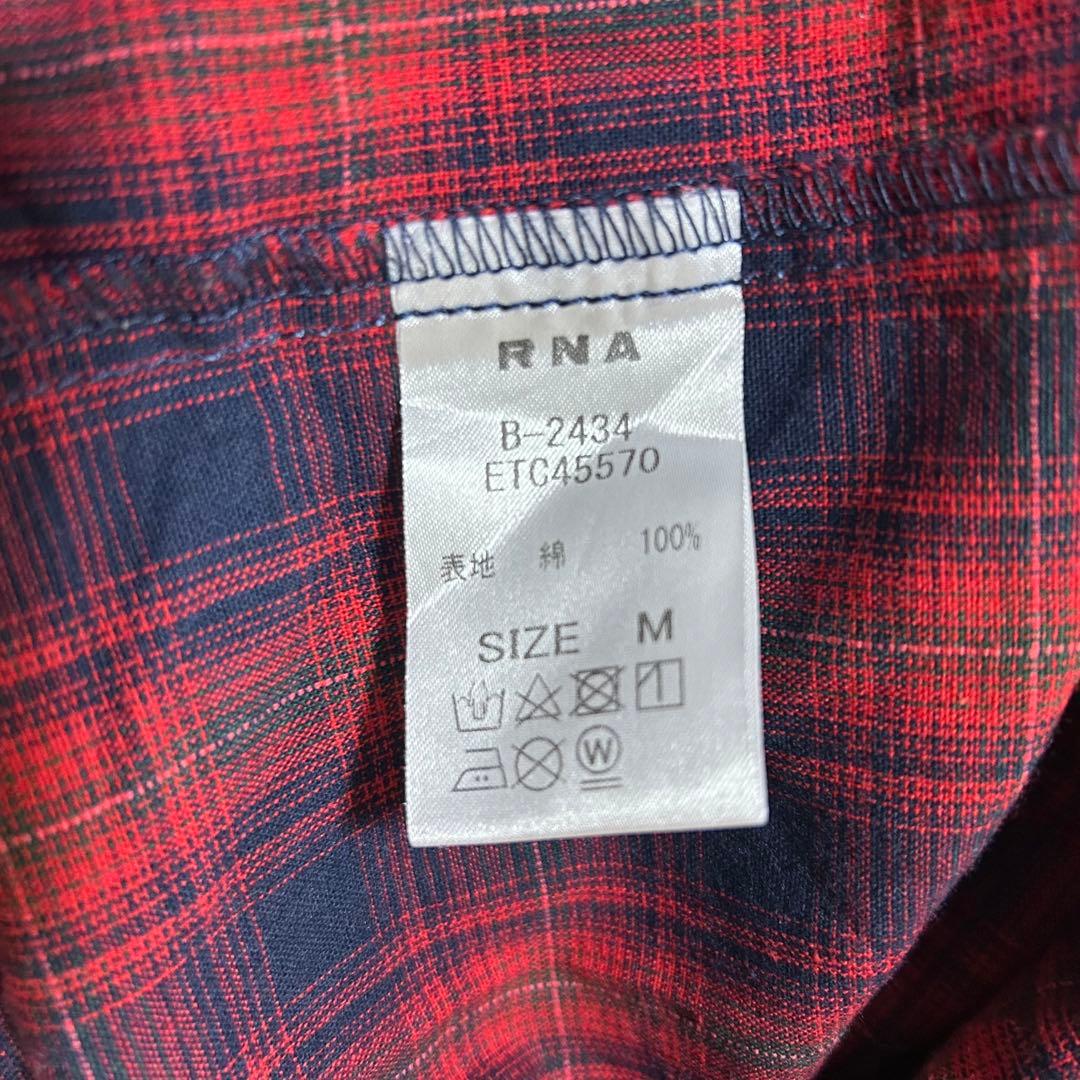 RNA
B-2434
ETC45570
表地 綿 100%
SIZE M
W